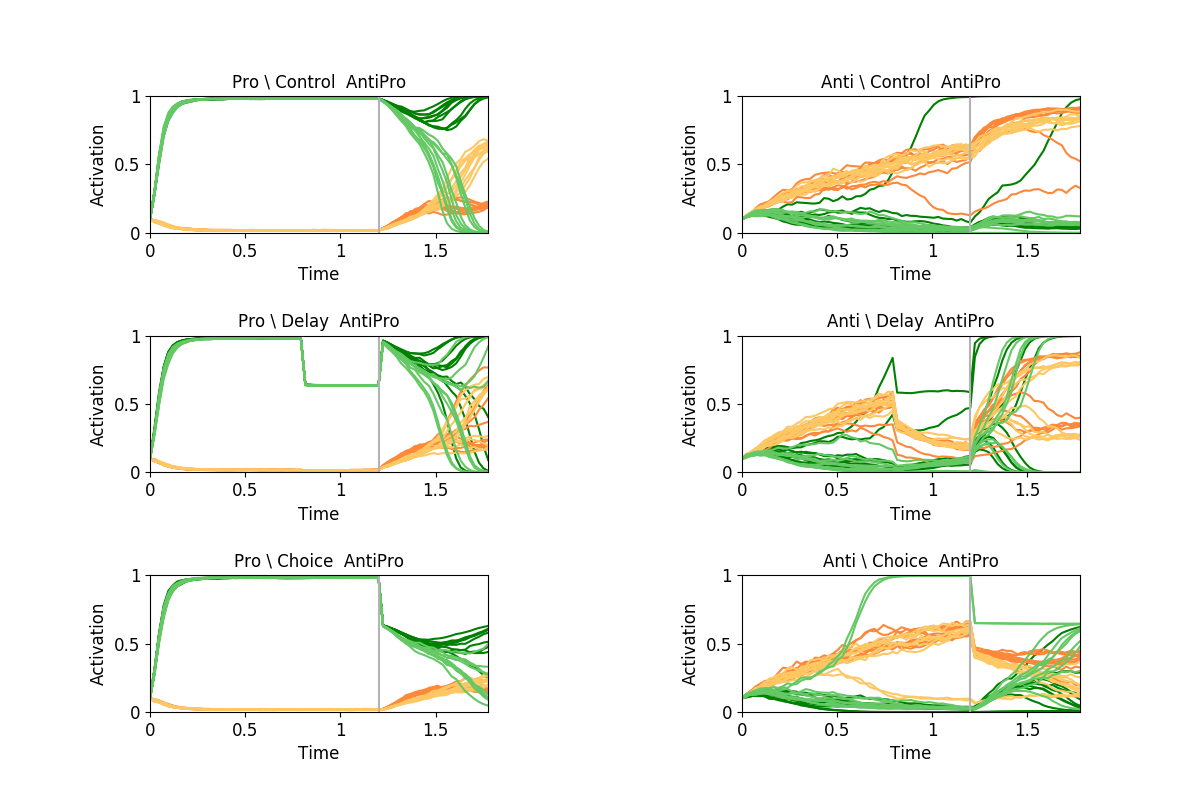 Pro \ Control  AntiPro
Activation
1
0.5
0
0
0.5
1
1.5
Time
Anti \ Control  AntiPro
Activation
1
0.5
0
0
0.5
1
1.5
Time
Pro \ Delay  AntiPro
Activation
1
0.5
0
0
0.5
1
1.5
Time
Anti \ Delay  AntiPro
Activation
1
0.5
0
0
0.5
1
1.5
Time
Pro \ Choice  AntiPro
Activation
1
0.5
0
0
0.5
1
1.5
Time
Anti \ Choice  AntiPro
Activation
1
0.5
0
0
0.5
1
1.5
Time